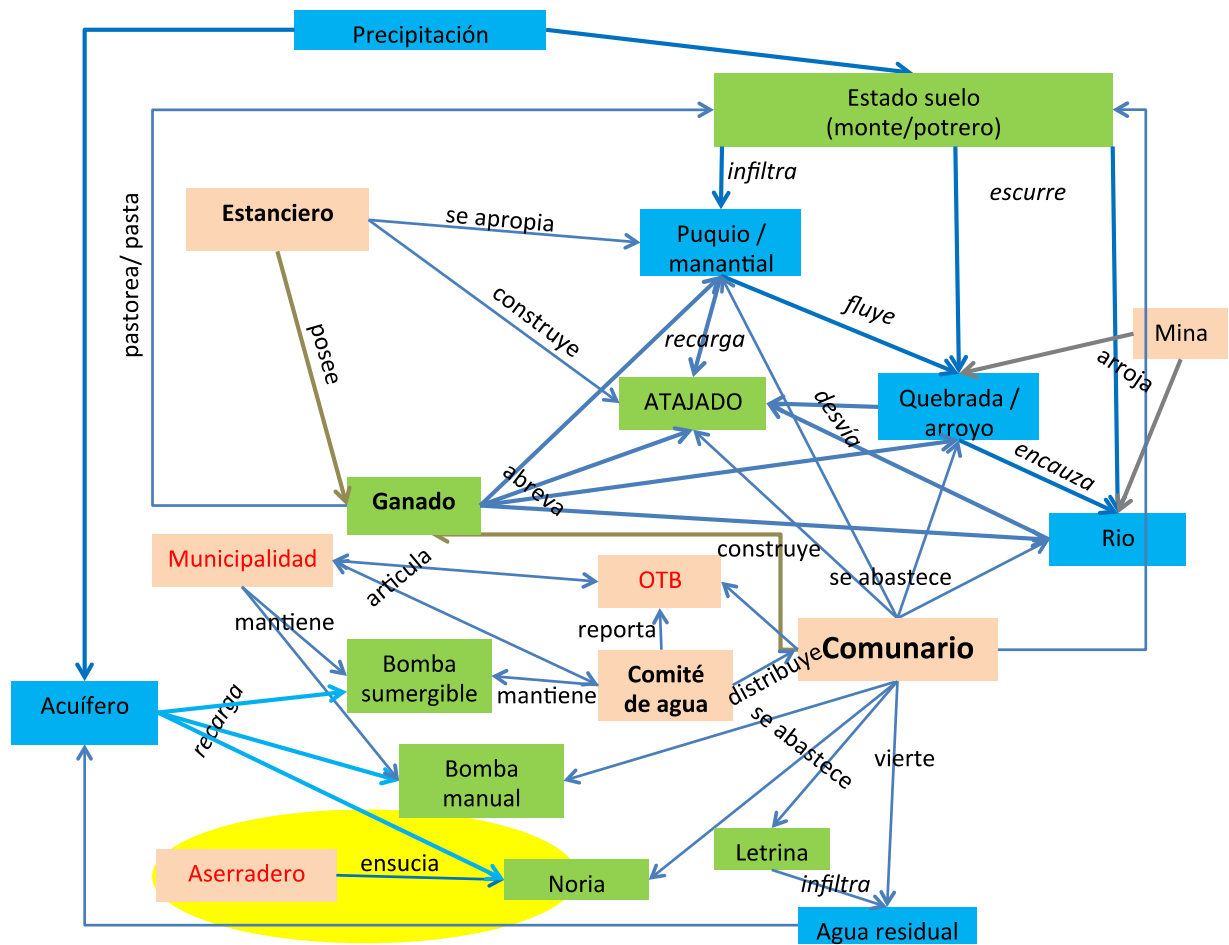 Precipitación
Estado suelo
(monte/potrero)
infiltra
escurre
pastorea/ pasta
Estanciero
se apropia
Puquio /
manantial
construye
posee
fluye
recarga
Mina
arroja
ATAJADO
desvía
Quebrada /
arroyo
encauza
abreva
Ganado
Rio
Municipalidad
articula
OTB
construye
se abastece
mantiene
reporta
Bomba
sumergible
mantiene
Comité
de agua
distribuye
Comunario
Acuífero
recarga
se abastece
vierte
Bomba
manual
Letrina
Aserradero
ensucia
Noria
infiltra
Agua residual